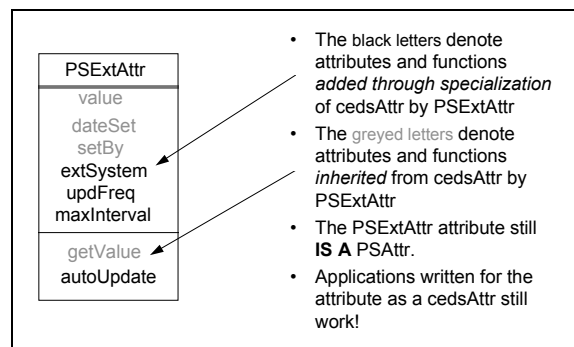 PSExtAttr
value
dateSet
setBy
extSystem
updFreq
maxInterval
getValue
autoUpdate
• The black letters denote
attributes and functions
added through specialization
of cedsAttr by PSExtAttr
• The greyed letters denote
attributes and functions
inherited from cedsAttr by
PSExtAttr
• The PSExtAttr attribute still
IS A PSAttr.
• Applications written for the
attribute as a cedsAttr still
work!